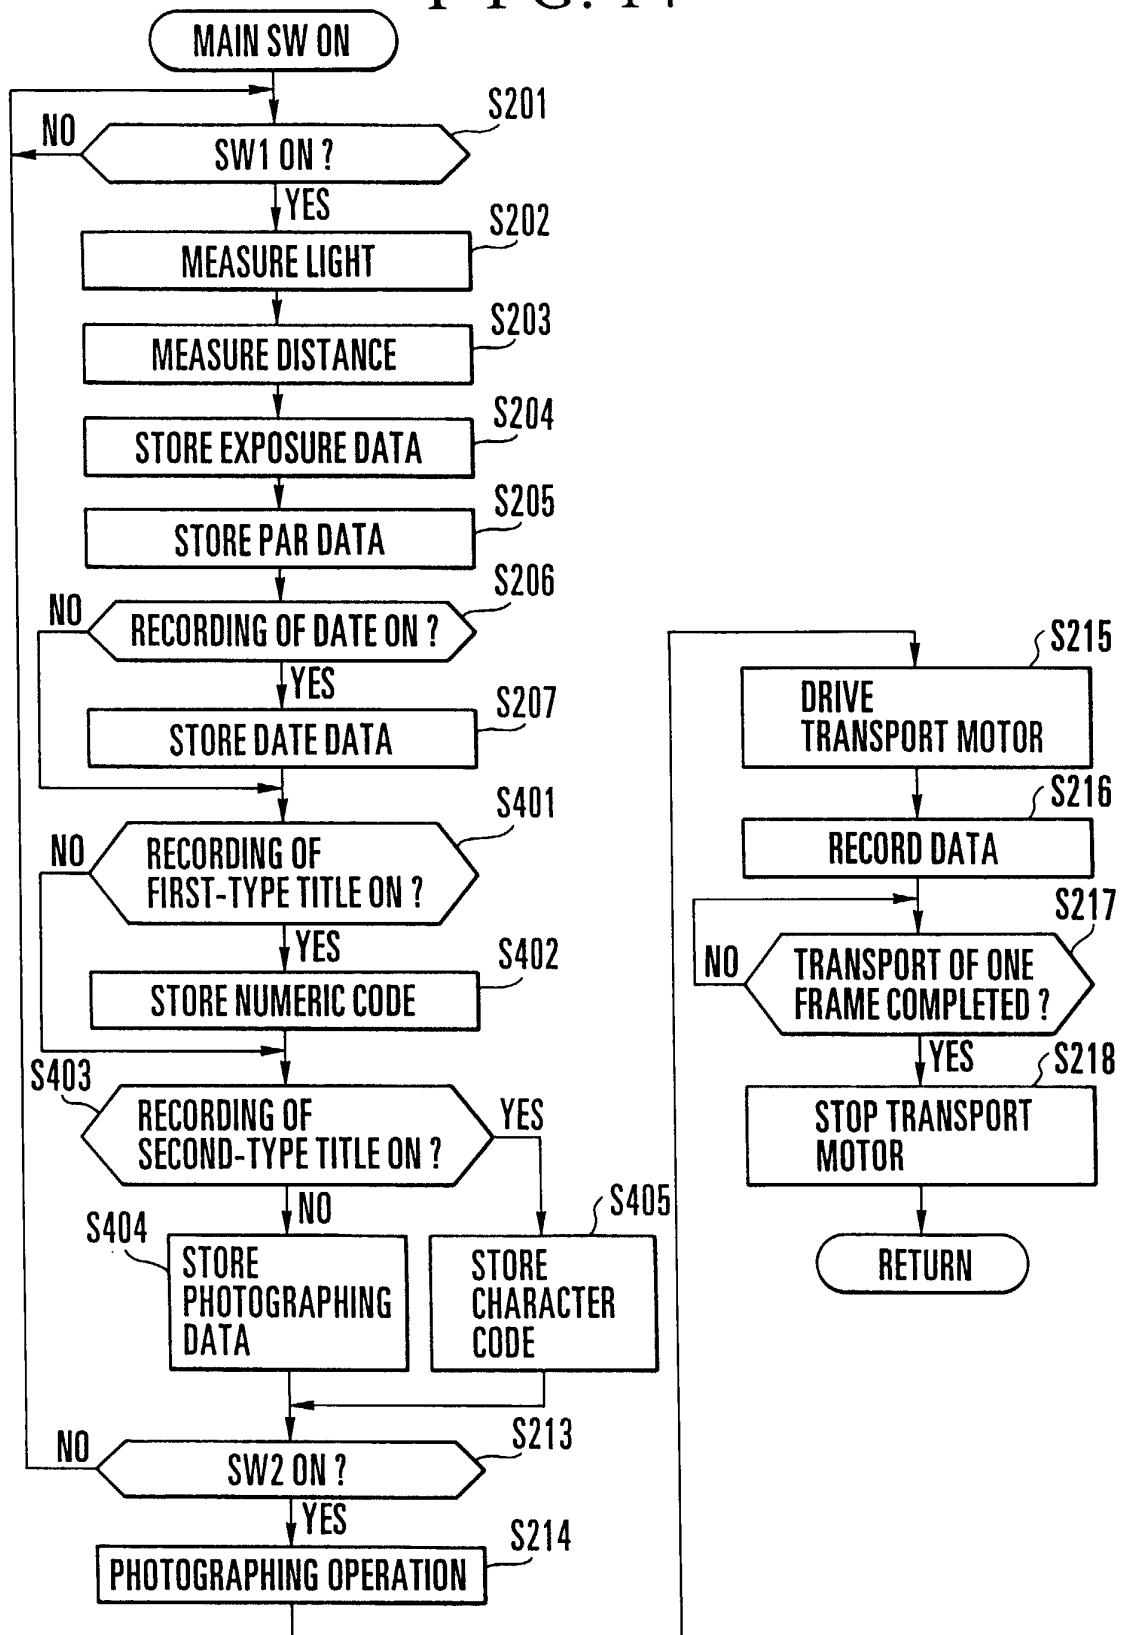 MAIN SW ON
S201
NO
SW1 ON ?
YES
S202
MEASURE LIGHT
S203
MEASURE DISTANCE
S204
STORE EXPOSURE DATA
S205
STORE PAR DATA
S206
NO
RECORDING OF DATE ON ?
YES
S207
STORE DATE DATA
S401
NO
RECORDING OF
FIRST-TYPE TITLE ON ?
YES
S402
STORE NUMERIC CODE
S403
RECORDING OF
SECOND-TYPE TITLE ON ?
YES
NO
S404
STORE
PHOTOGRAPHING
DATA
S405
STORE
CHARACTER
CODE
S213
NO
SW2 ON ?
YES
S214
PHOTOGRAPHING OPERATION
S215
DRIVE
TRANSPORT MOTOR
S216
RECORD DATA
S217
NO
TRANSPORT OF ONE
FRAME COMPLETED ?
YES
S218
STOP TRANSPORT
MOTOR
RETURN